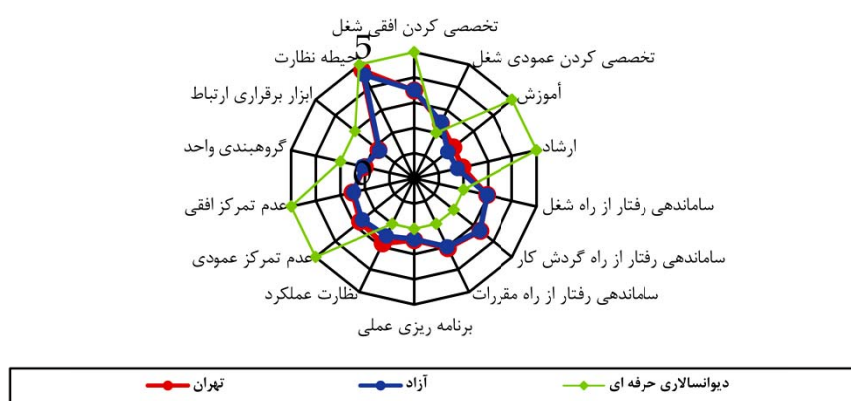 تخصصی کردن افقی شغل
تخصصی کردن عمودی شغل
أموزش
ارشاد
ساماندهی رفتار از راه شغل
ساماندهی رفتار از راه گردش کار
ساماندهی رفتار از راه مقررات
برنامه ریزی عملی
نظارت عملکرد
عدم تمرکز عمودی
عدم تمرکز افقی
گروهبندی واحد
ابزار برقراری ارتباط
حیطه نظارت
5
0
تهران
آزاد
دیوانسالاری حرفه ای